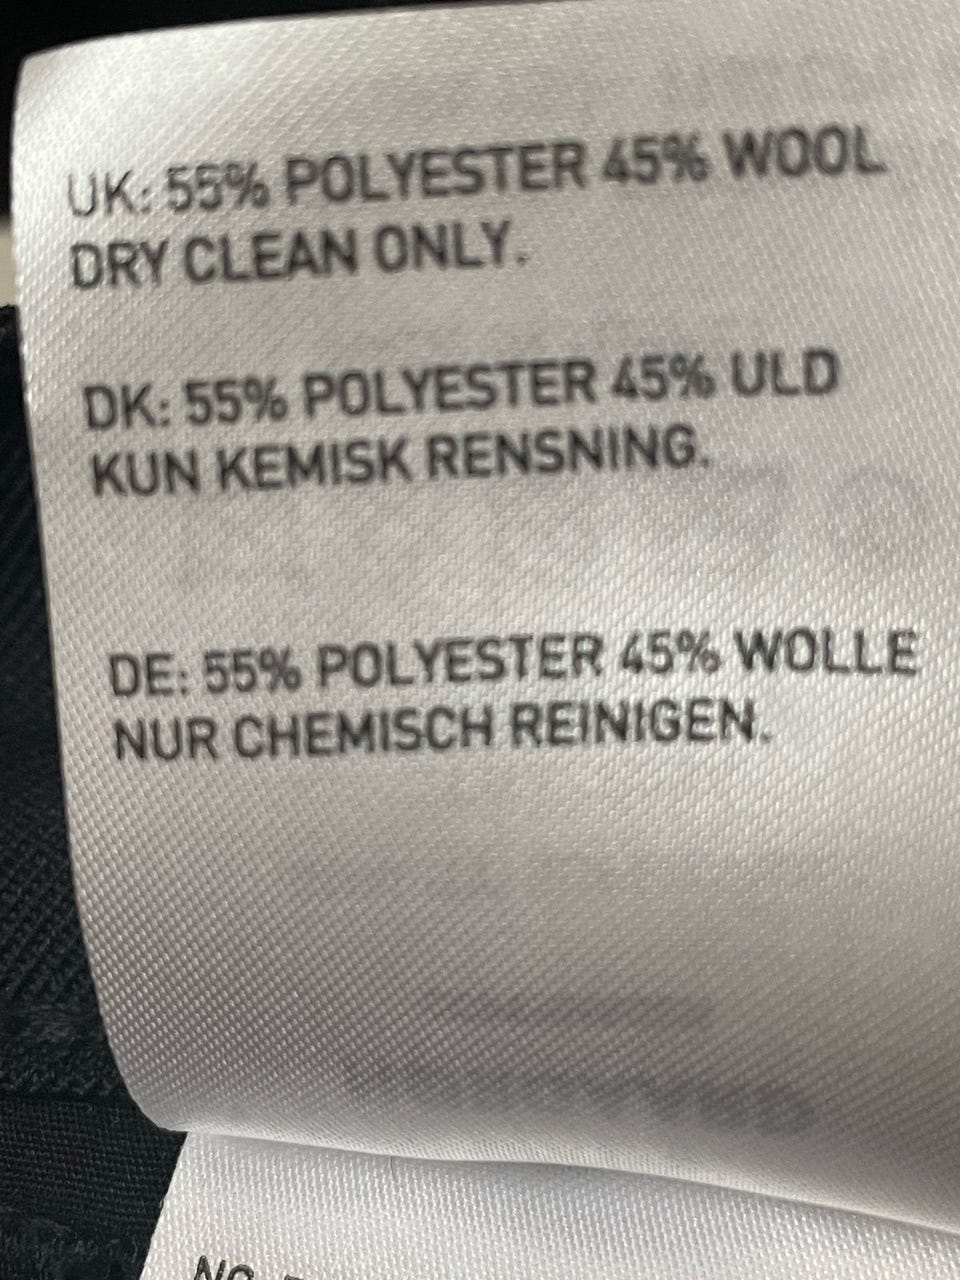 UK: 55% POLYESTER 45% WOOL
DRY CLEAN ONLY.
DK: 55% POLYESTER 45% ULD
KUN KEMISK RENSNING.
DE: 55% POLYESTER 45% WOLLE
NUR CHEMISCH REINIGEN.